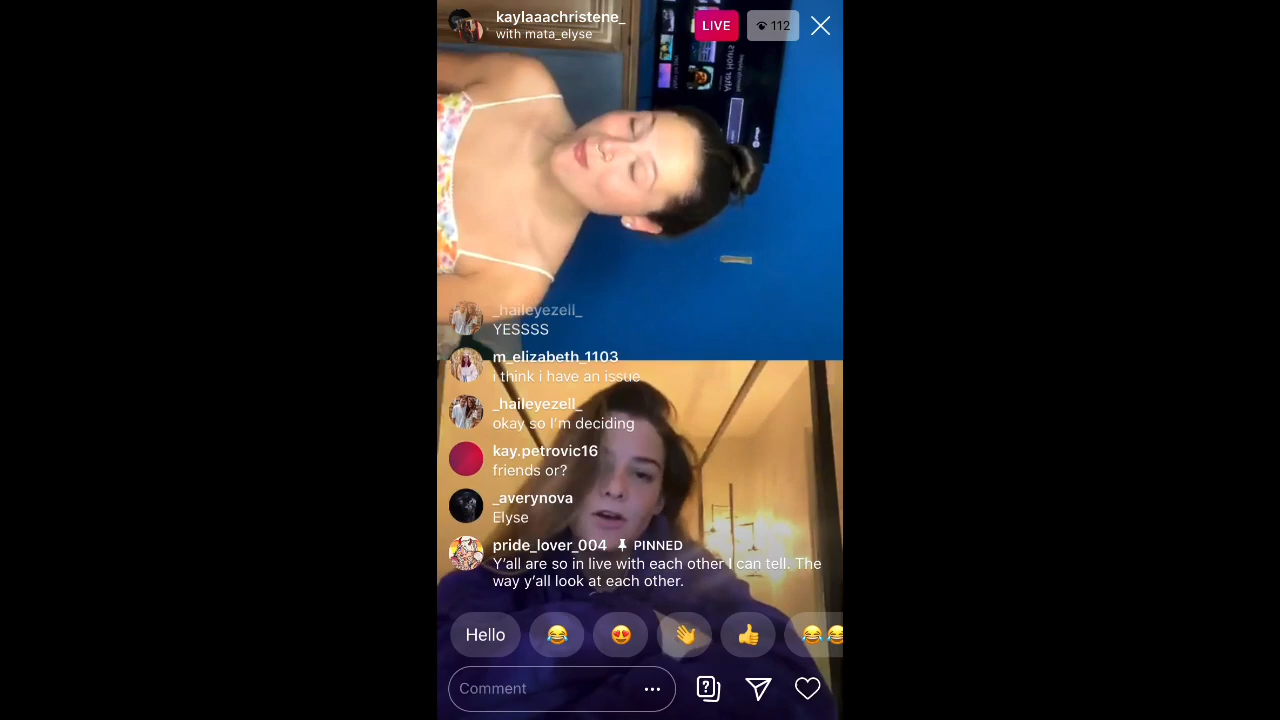 kaylaaachristene_
with mata_elyse
LIVE
112
After Hours
_haileyezell_
YESSSS
m_elizabeth_1103
i think i have an issue
_haileyezell_
okay so I'm deciding
kay.petrovic16
friends or?
_averynova
Elyse
pride_lover_004 PINNED
Y'all are so in live with each other I can tell. The
way y'all look at each other.
Hello
Comment